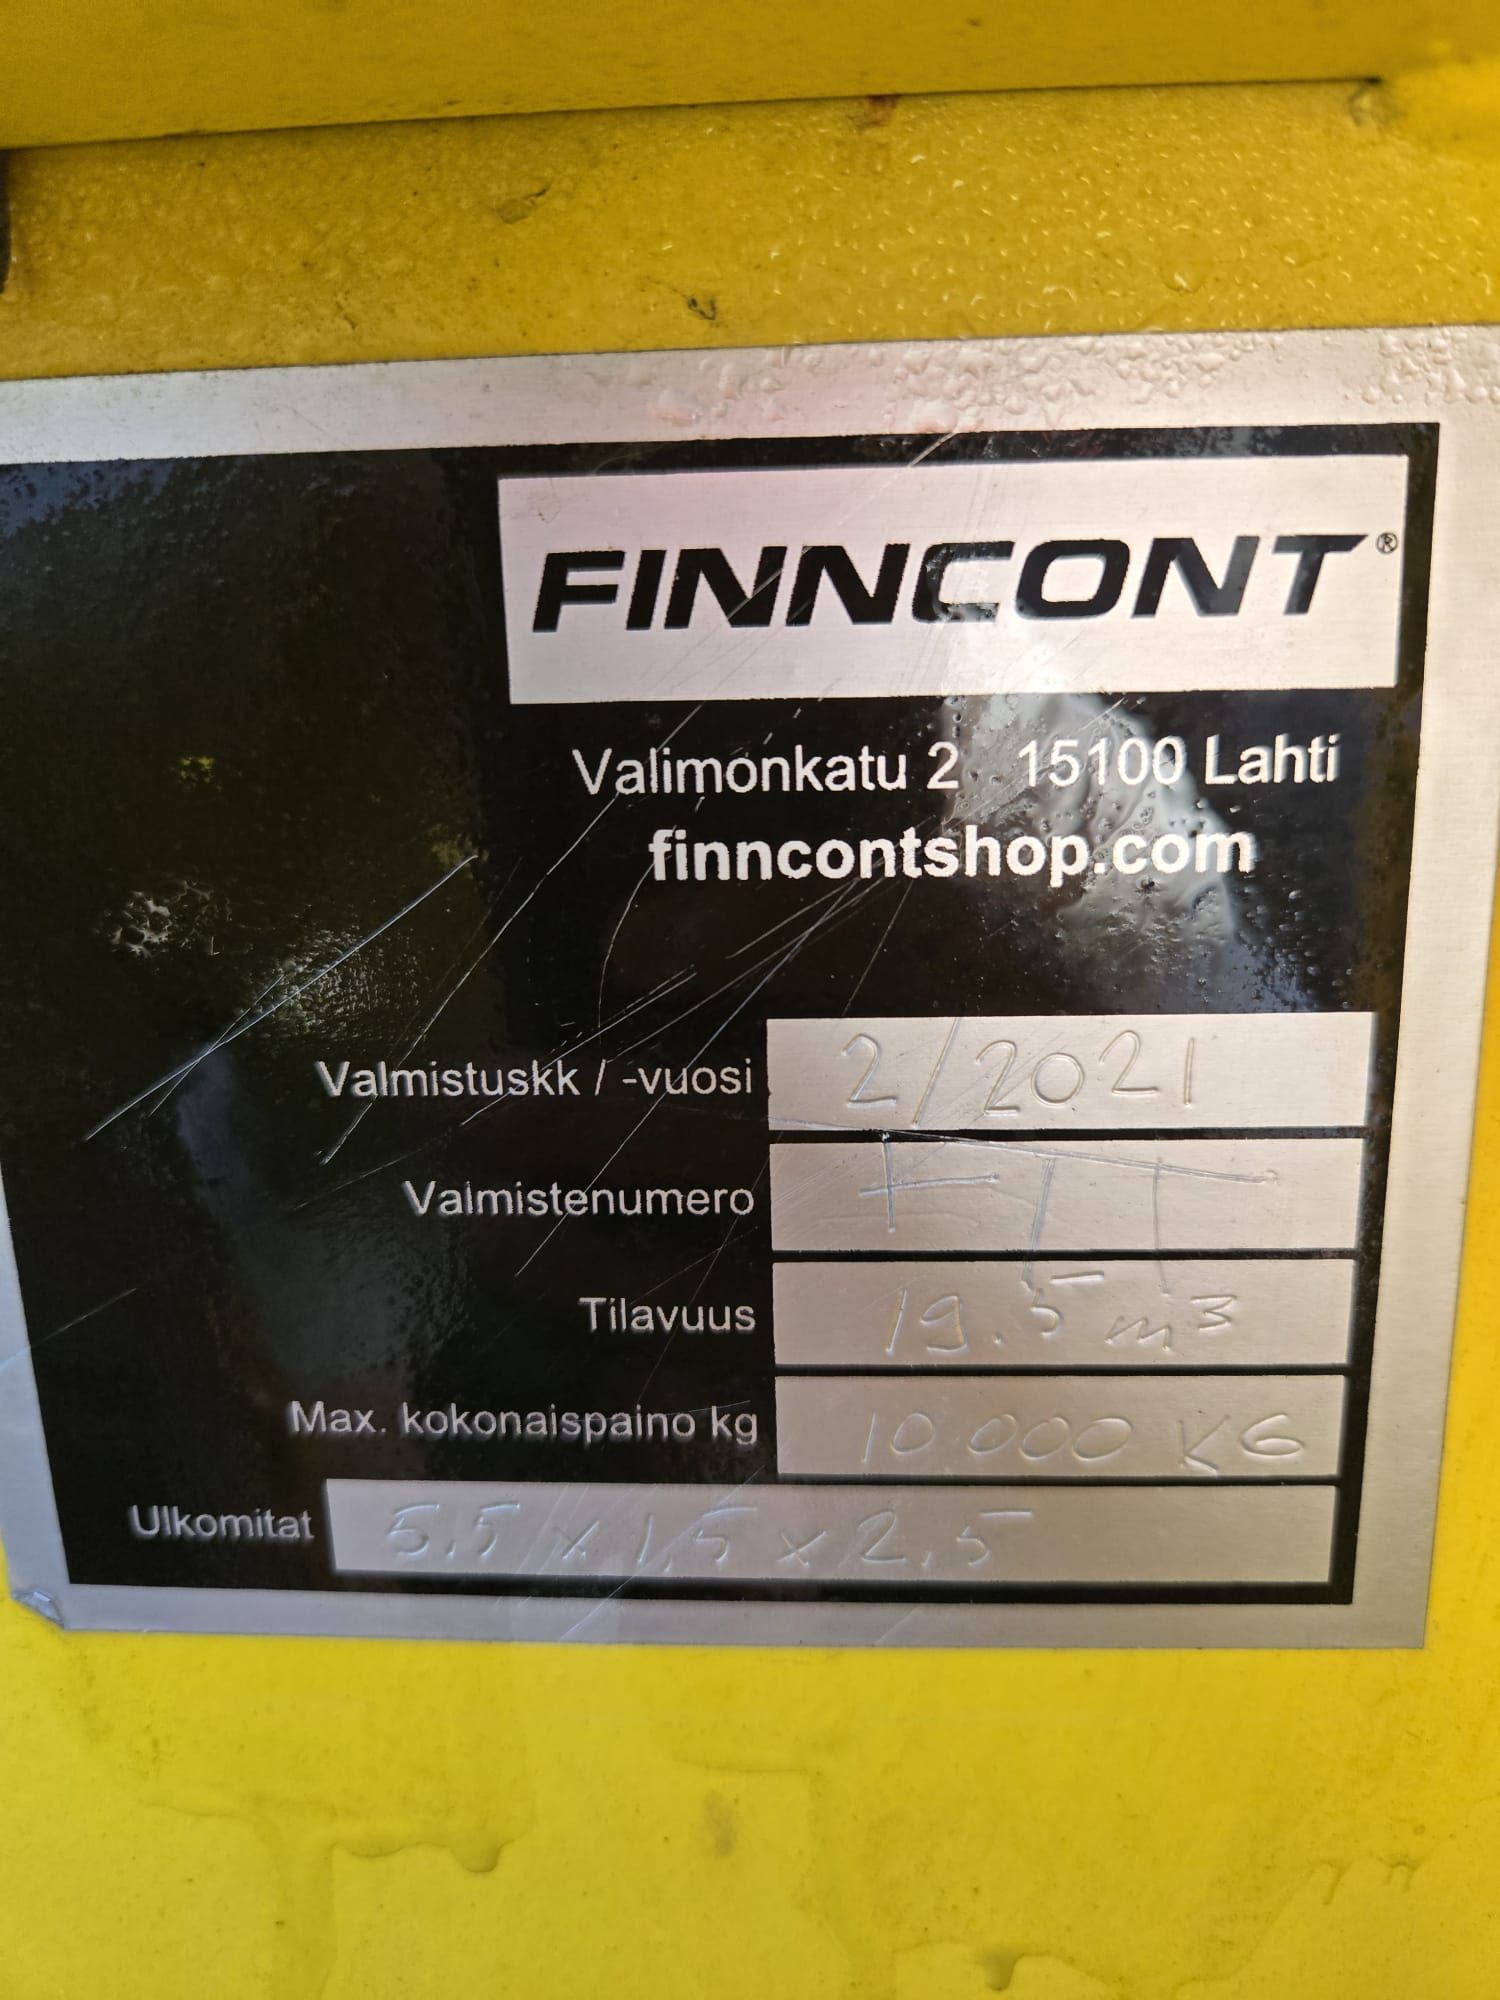 FINNCONT®
Valimonkatu 2 15100 Lahti
finncontshop.com
Valmistuskk / -vuosi 2/2021
Valmistenumero
Tilavuus 19.5 m³
Max. kokonaispaino kg 10 000 KG
Ulkomitat 5,5 x 1,5 x 2,5